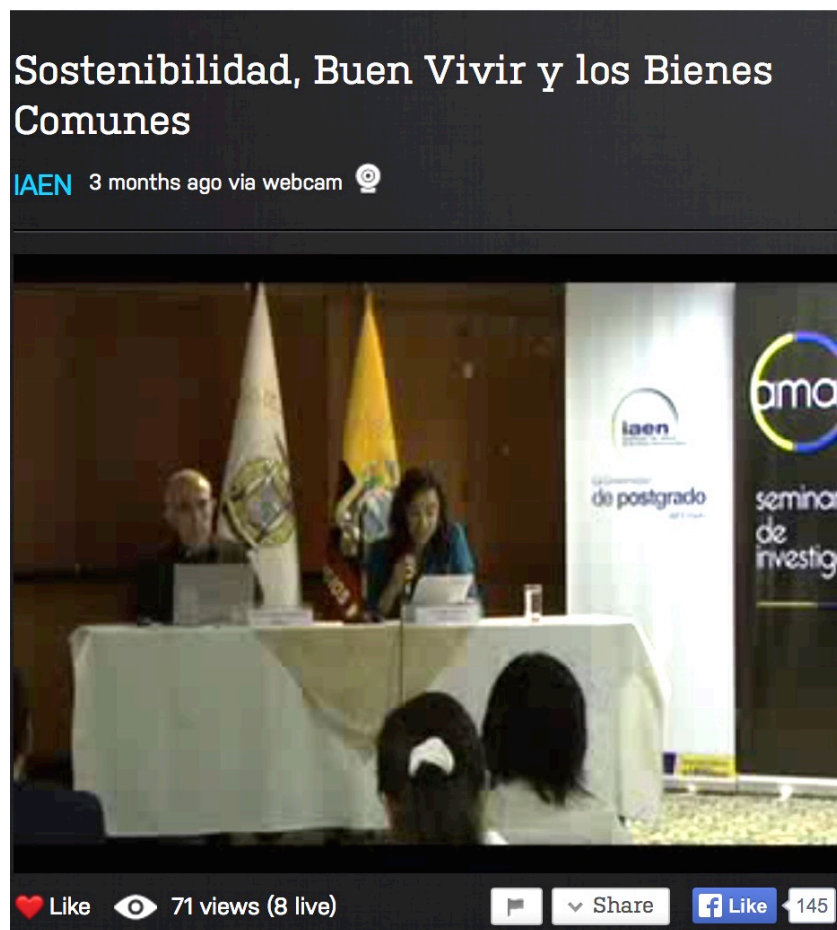 Sostenibilidad, Buen Vivir y los Bienes
Comunes
IAEN 3 months ago via webcam
iaen
de postgrado
ama
seminar
de
investig
Like 71 views (8 live)
Share
Like 145